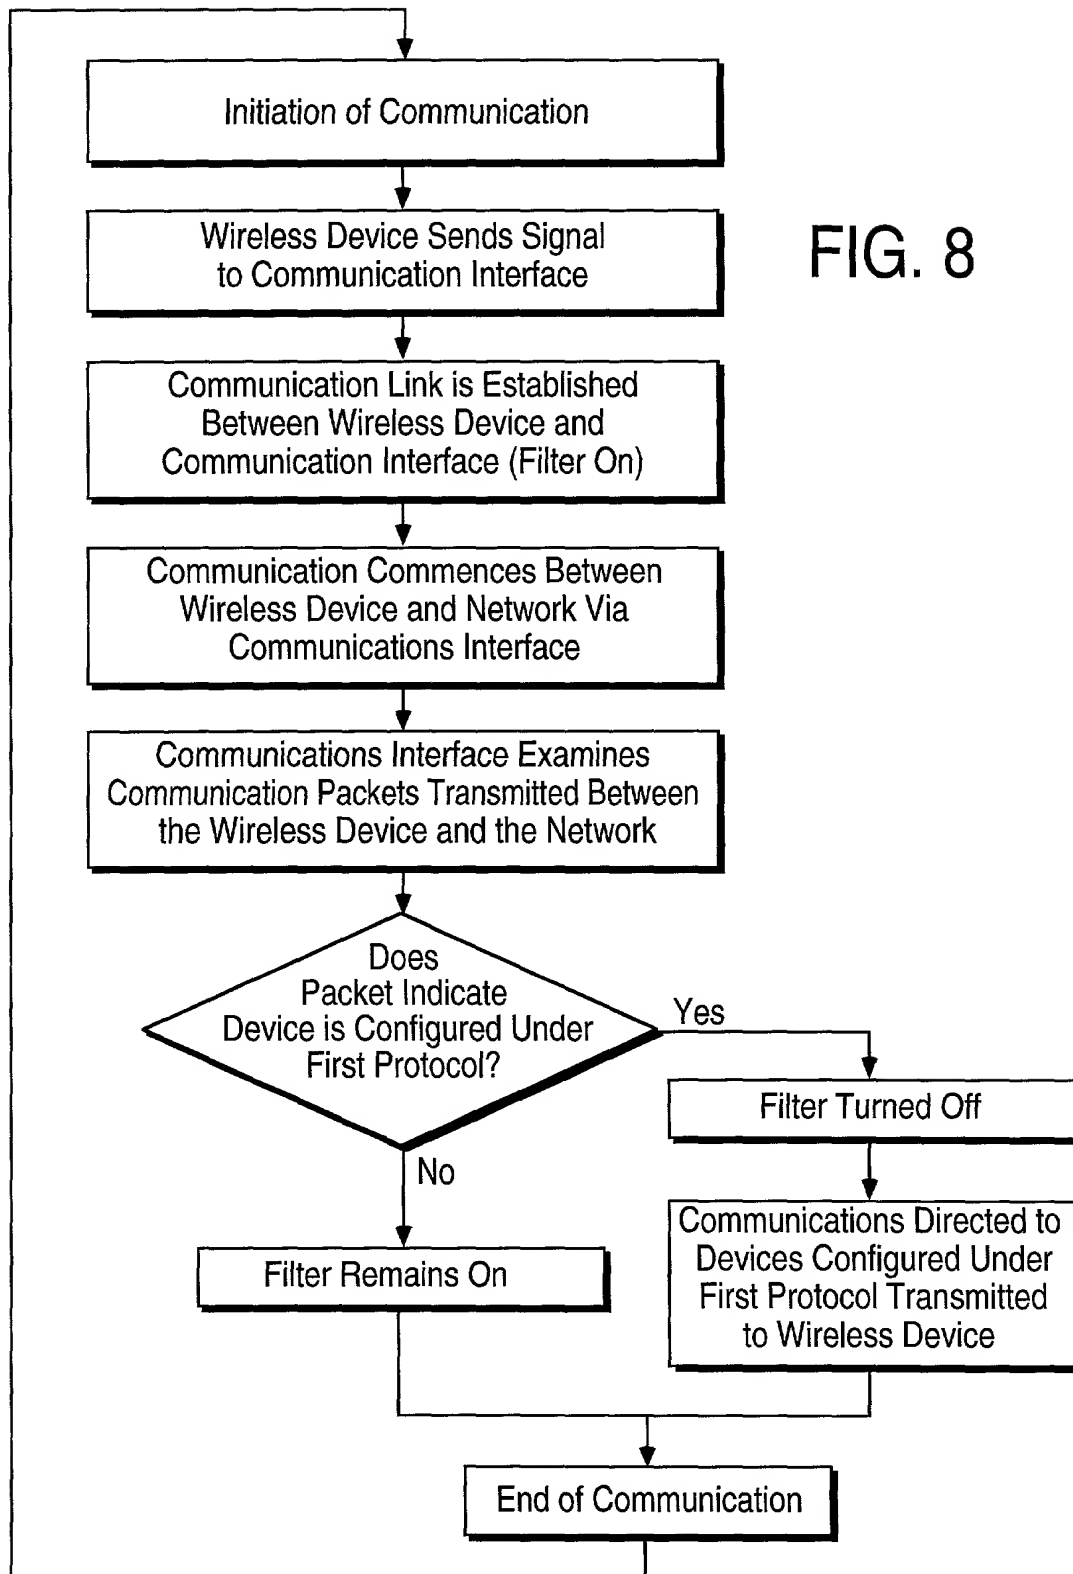 Initiation of Communication
Wireless Device Sends Signal
to Communication Interface
FIG. 8
Communication Link is Established
Between Wireless Device and
Communication Interface (Filter On)
Communication Commences Between
Wireless Device and Network Via
Communications Interface
Communications Interface Examines
Communication Packets Transmitted Between
the Wireless Device and the Network
Does
Packet Indicate
Device is Configured Under
First Protocol?
Yes
Filter Turned Off
No
Communications Directed to
Devices Configured Under
First Protocol Transmitted
to Wireless Device
Filter Remains On
End of Communication